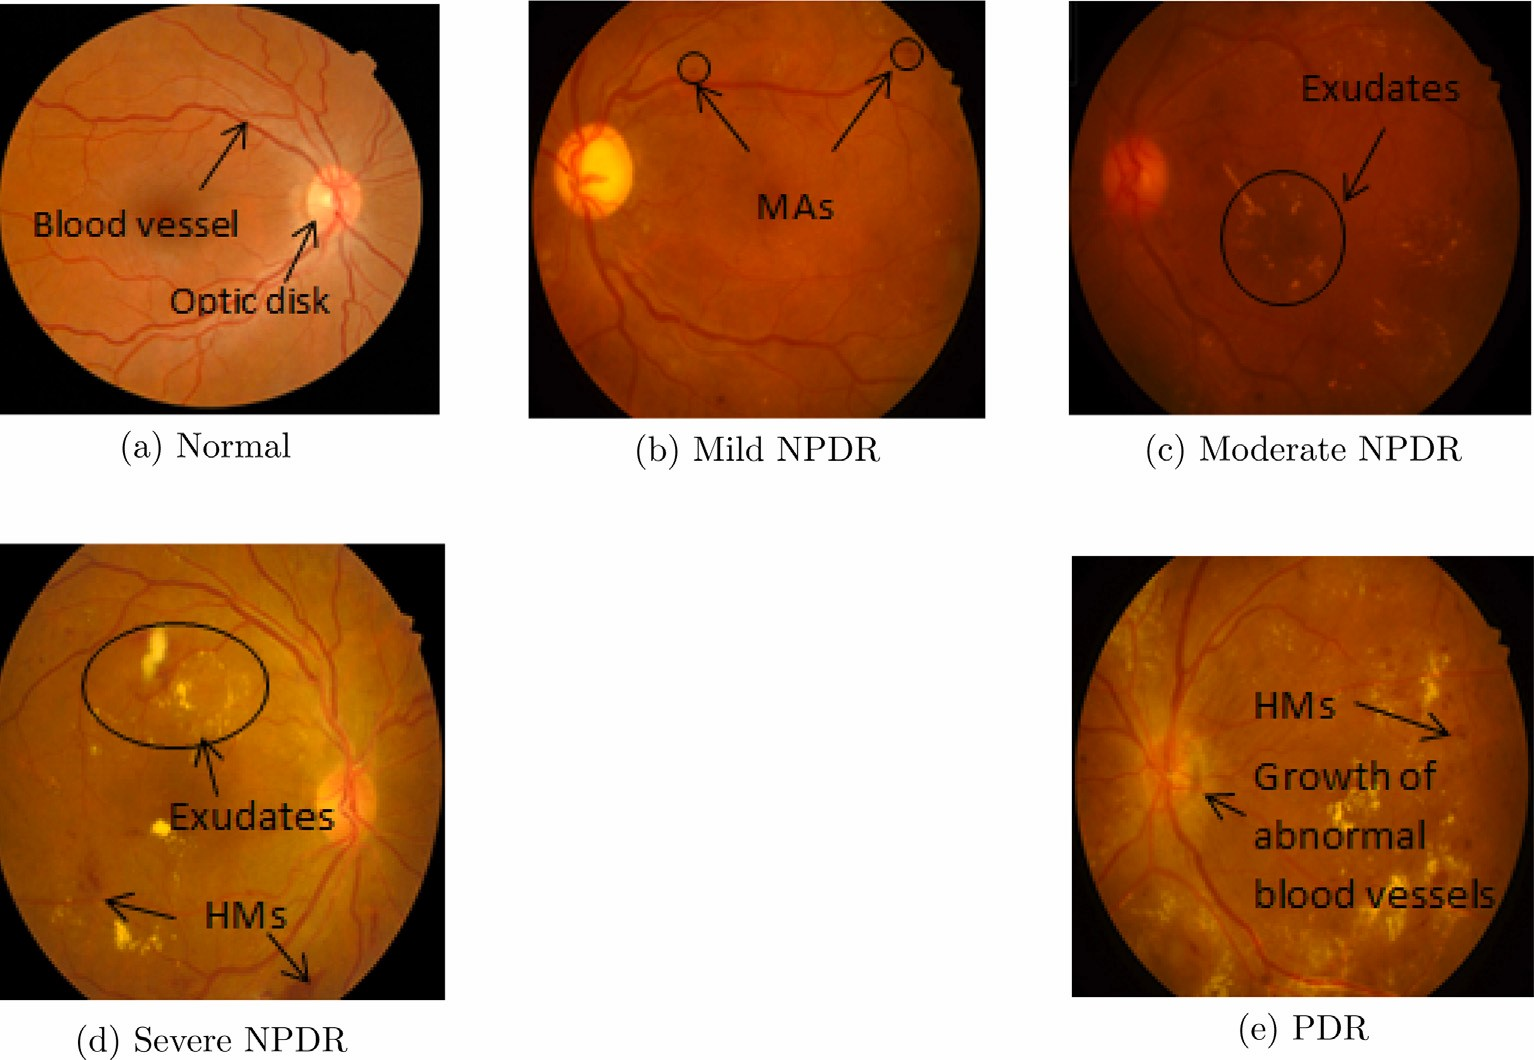 Blood vessel
Optic disk
(a) Normal
MAs
(b) Mild NPDR
Exudates
(c) Moderate NPDR
Exudates
HMs
(d) Severe NPDR
HMs
Growth of
abnormal
blood vessels
(e) PDR